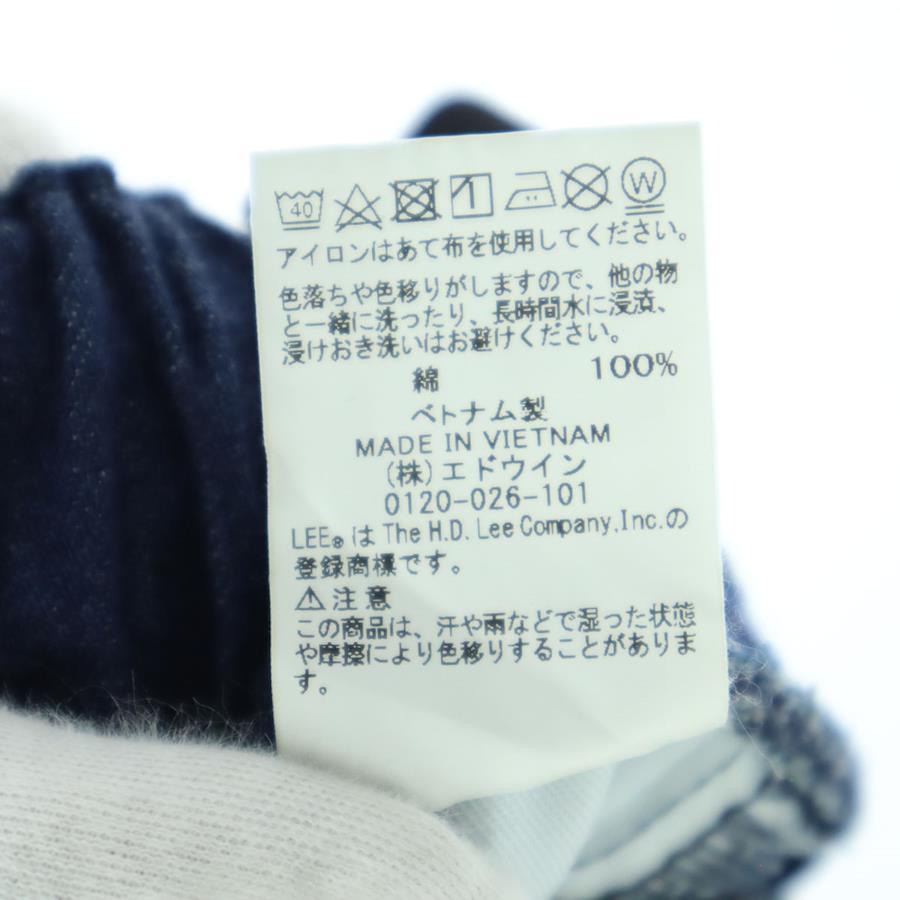 40 W
アイロンはあて布を使用してください。
色落ちや色移りがしますので、他の物
と一緒に洗ったり、長時間水に浸漬、
浸けおき洗いはお避けください。
綿 100%
ベトナム製
MADE IN VIETNAM
(株)エドウイン
0120-026-101
LEE®は The H.D. Lee Company,Inc.の
登録商標です。
⚠注意
この商品は、汗や雨などで湿った状態
や摩擦により色移りすることがありま
す。